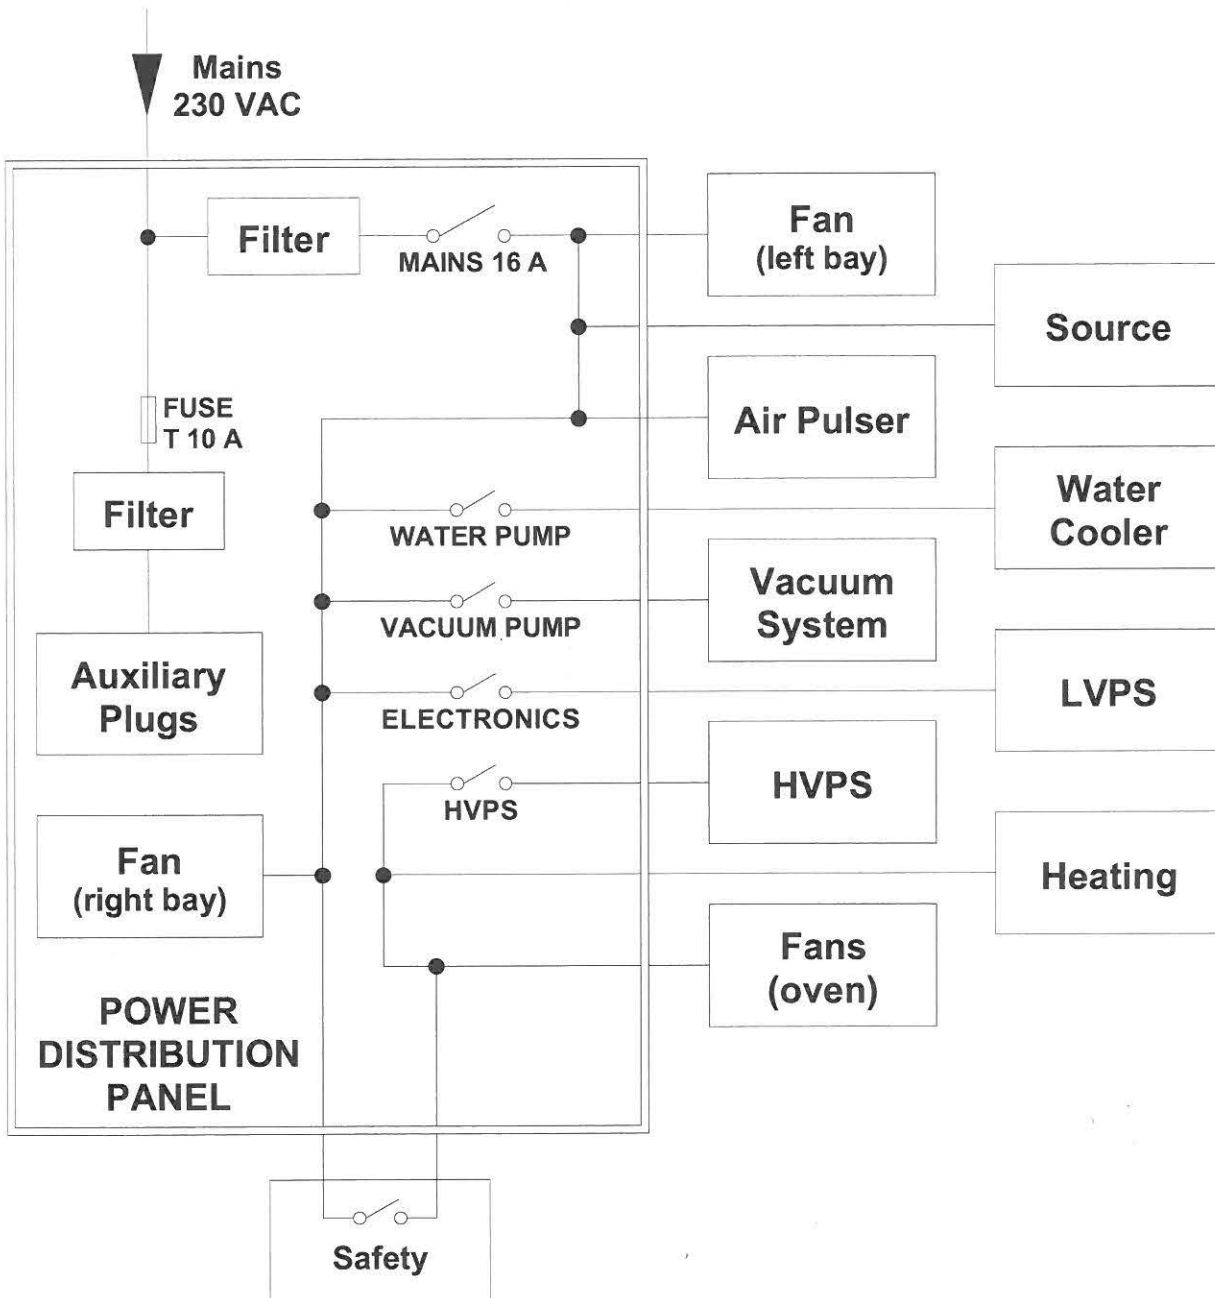 Mains
230 VAC
Filter
MAINS 16 A
Fan
(left bay)
Source
FUSE
T 10 A
Air Pulser
Filter
WATER PUMP
Water
Cooler
VACUUM PUMP
Vacuum
System
Auxiliary
Plugs
ELECTRONICS
LVPS
HVPS
HVPS
Fan
(right bay)
Heating
Fans
(oven)
POWER
DISTRIBUTION
PANEL
Safety